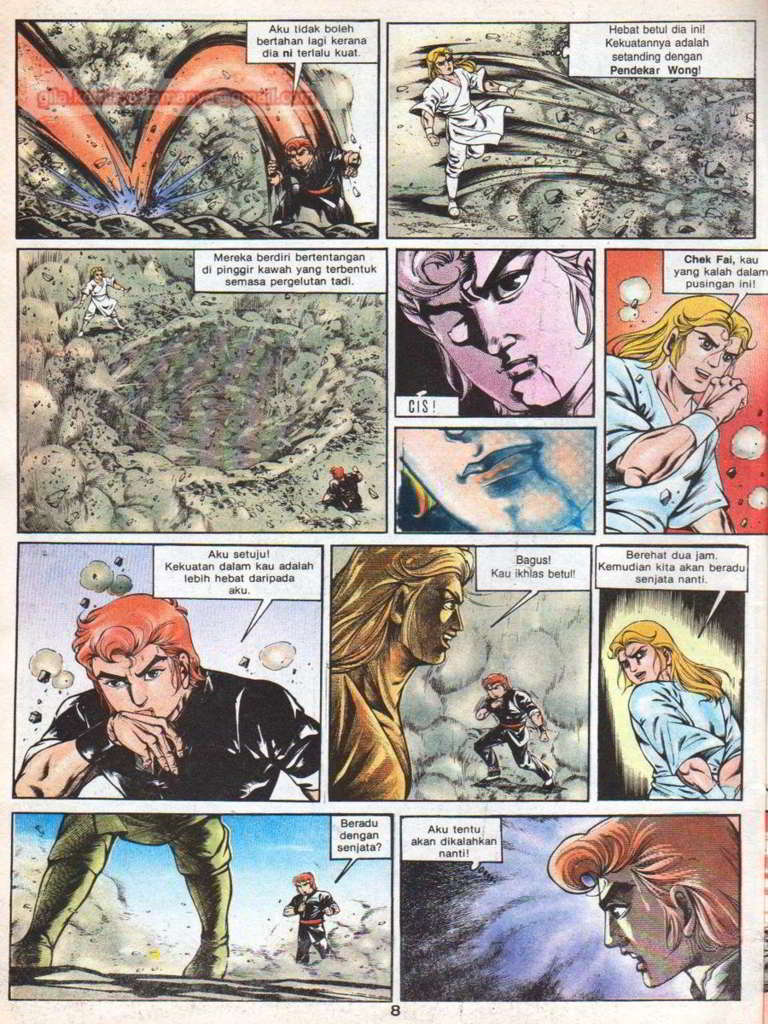 Aku tidak boleh
bertahan lagi kerana
dia ni terlalu kuat.
Hebat betul dia ini!
Kekuatannya adalah
setanding dengan
Pendekar Wong!
Mereka berdiri bertentangan
di pinggir kawah yang terbentuk
semasa pergelutan tadi.
CIS!
Chek Fai, kau
yang kalah dalam
pusingan ini!
Aku setuju!
Kekuatan dalam kau adalah
lebih hebat daripada
aku.
Bagus!
Kau ikhlas betul!
Berehat dua jam.
Kemudian kita akan beradu
senjata nanti.
Beradu
dengan
senjata?
Aku tentu
akan dikalahkan
nanti!
8